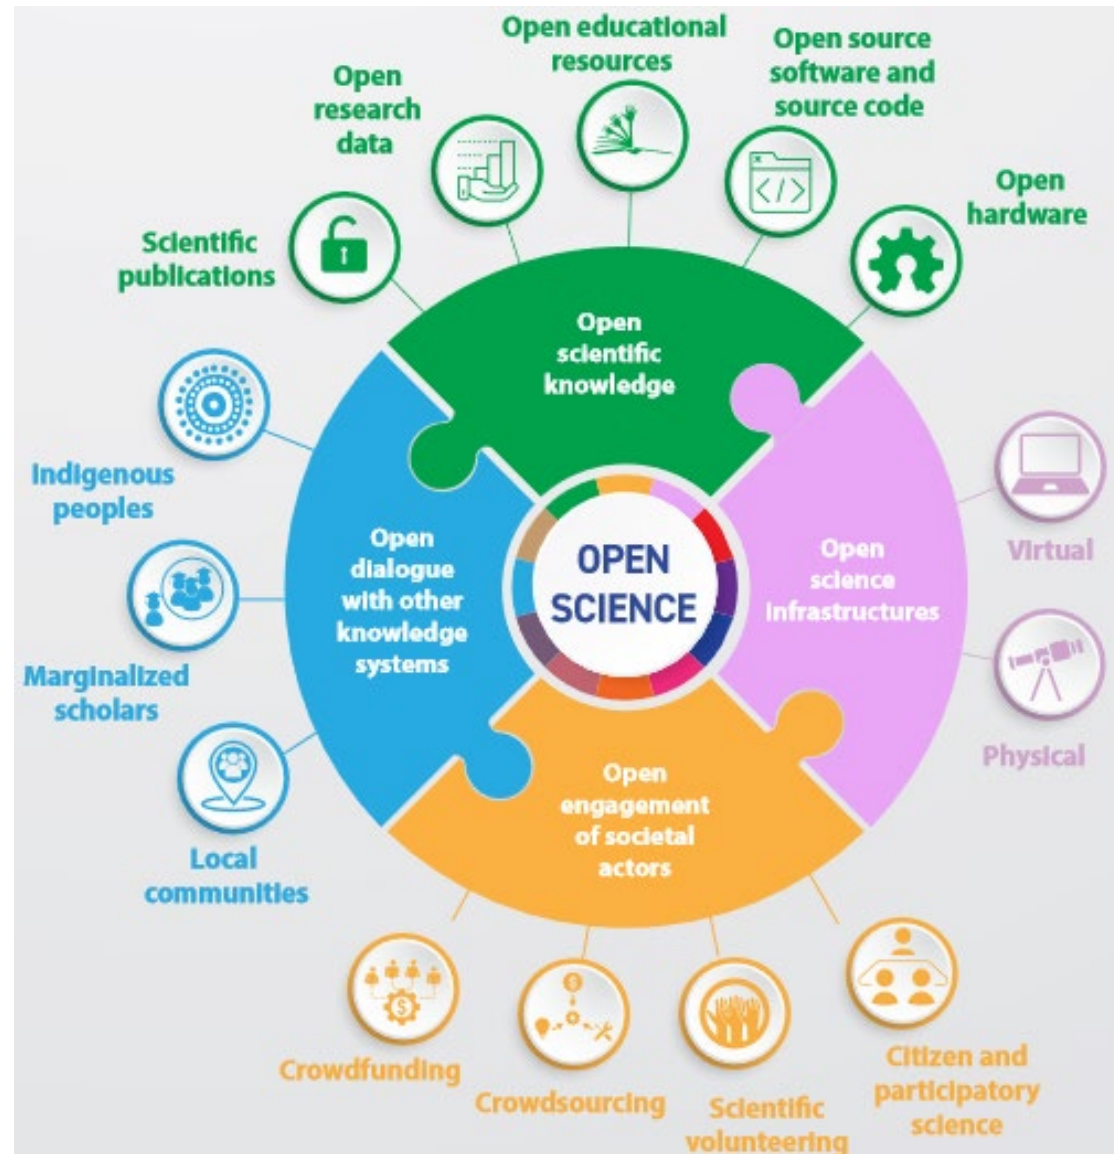 Open educational
resources
Open source
software and
source code
Open
research
data
Open
hardware
Scientific
publications
Open
scientific
knowledge
Indigenous
peoples
Virtual
Open
dialogue
with other
knowledge
systems
OPEN
SCIENCE
Open
science
infrastructures
Marginalized
scholars
Physical
Open
engagement
of societal
actors
Local
communities
Crowdfunding
Crowdsourcing
Scientific
volunteering
Citizen and
participatory
science